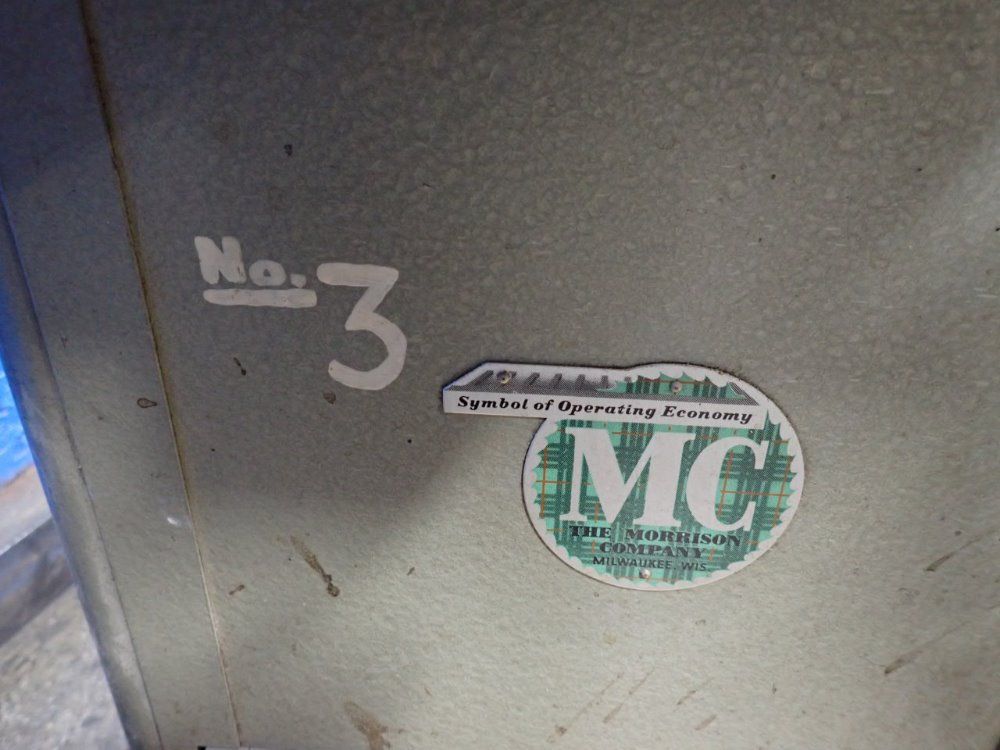 No. 3
Symbol of Operating Economy
MC
THE MORRISON
COMPANY
MILWAUKEE, WIS.